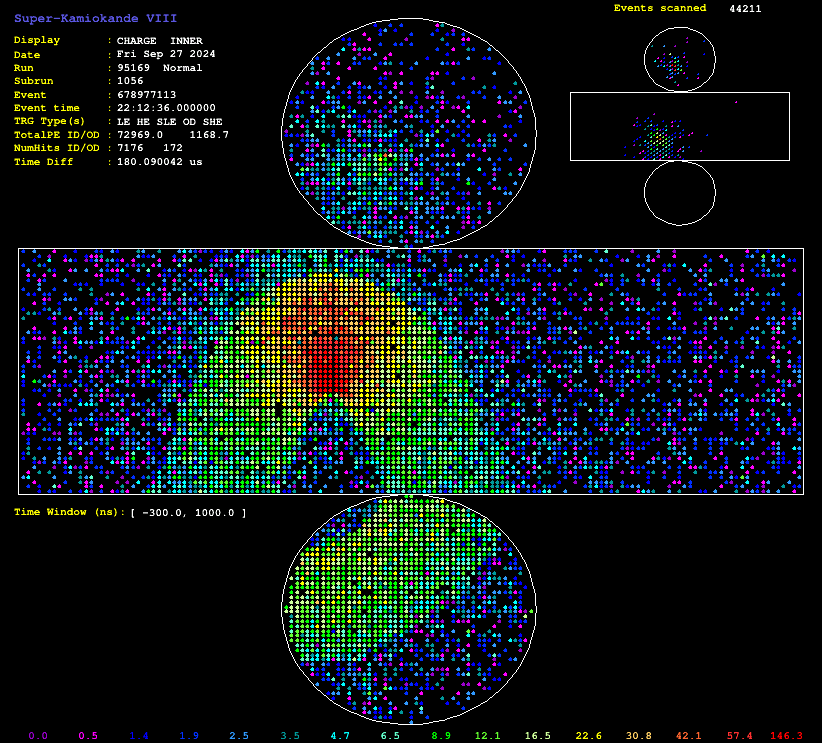 Super-Kamiokande VIII
Events scanned 44211
Display : CHARGE INNER
Date : Fri Sep 27 2024
Run : 95169 Normal
Subrun : 1056
Event : 678977113
Event time : 22:12:36.000000
TRG Type(s) : LE HE SLE OD SHE
TotalPE ID/OD : 72969.0 1168.7
NumHits ID/OD : 7176 172
Time Diff : 180.090042 us
Time Window (ns): [ -300.0, 1000.0 ]
0.0 0.5 1.4 1.9 2.5 3.5 4.7 6.5 8.9 12.1 16.5 22.6 30.8 42.1 57.4 146.3